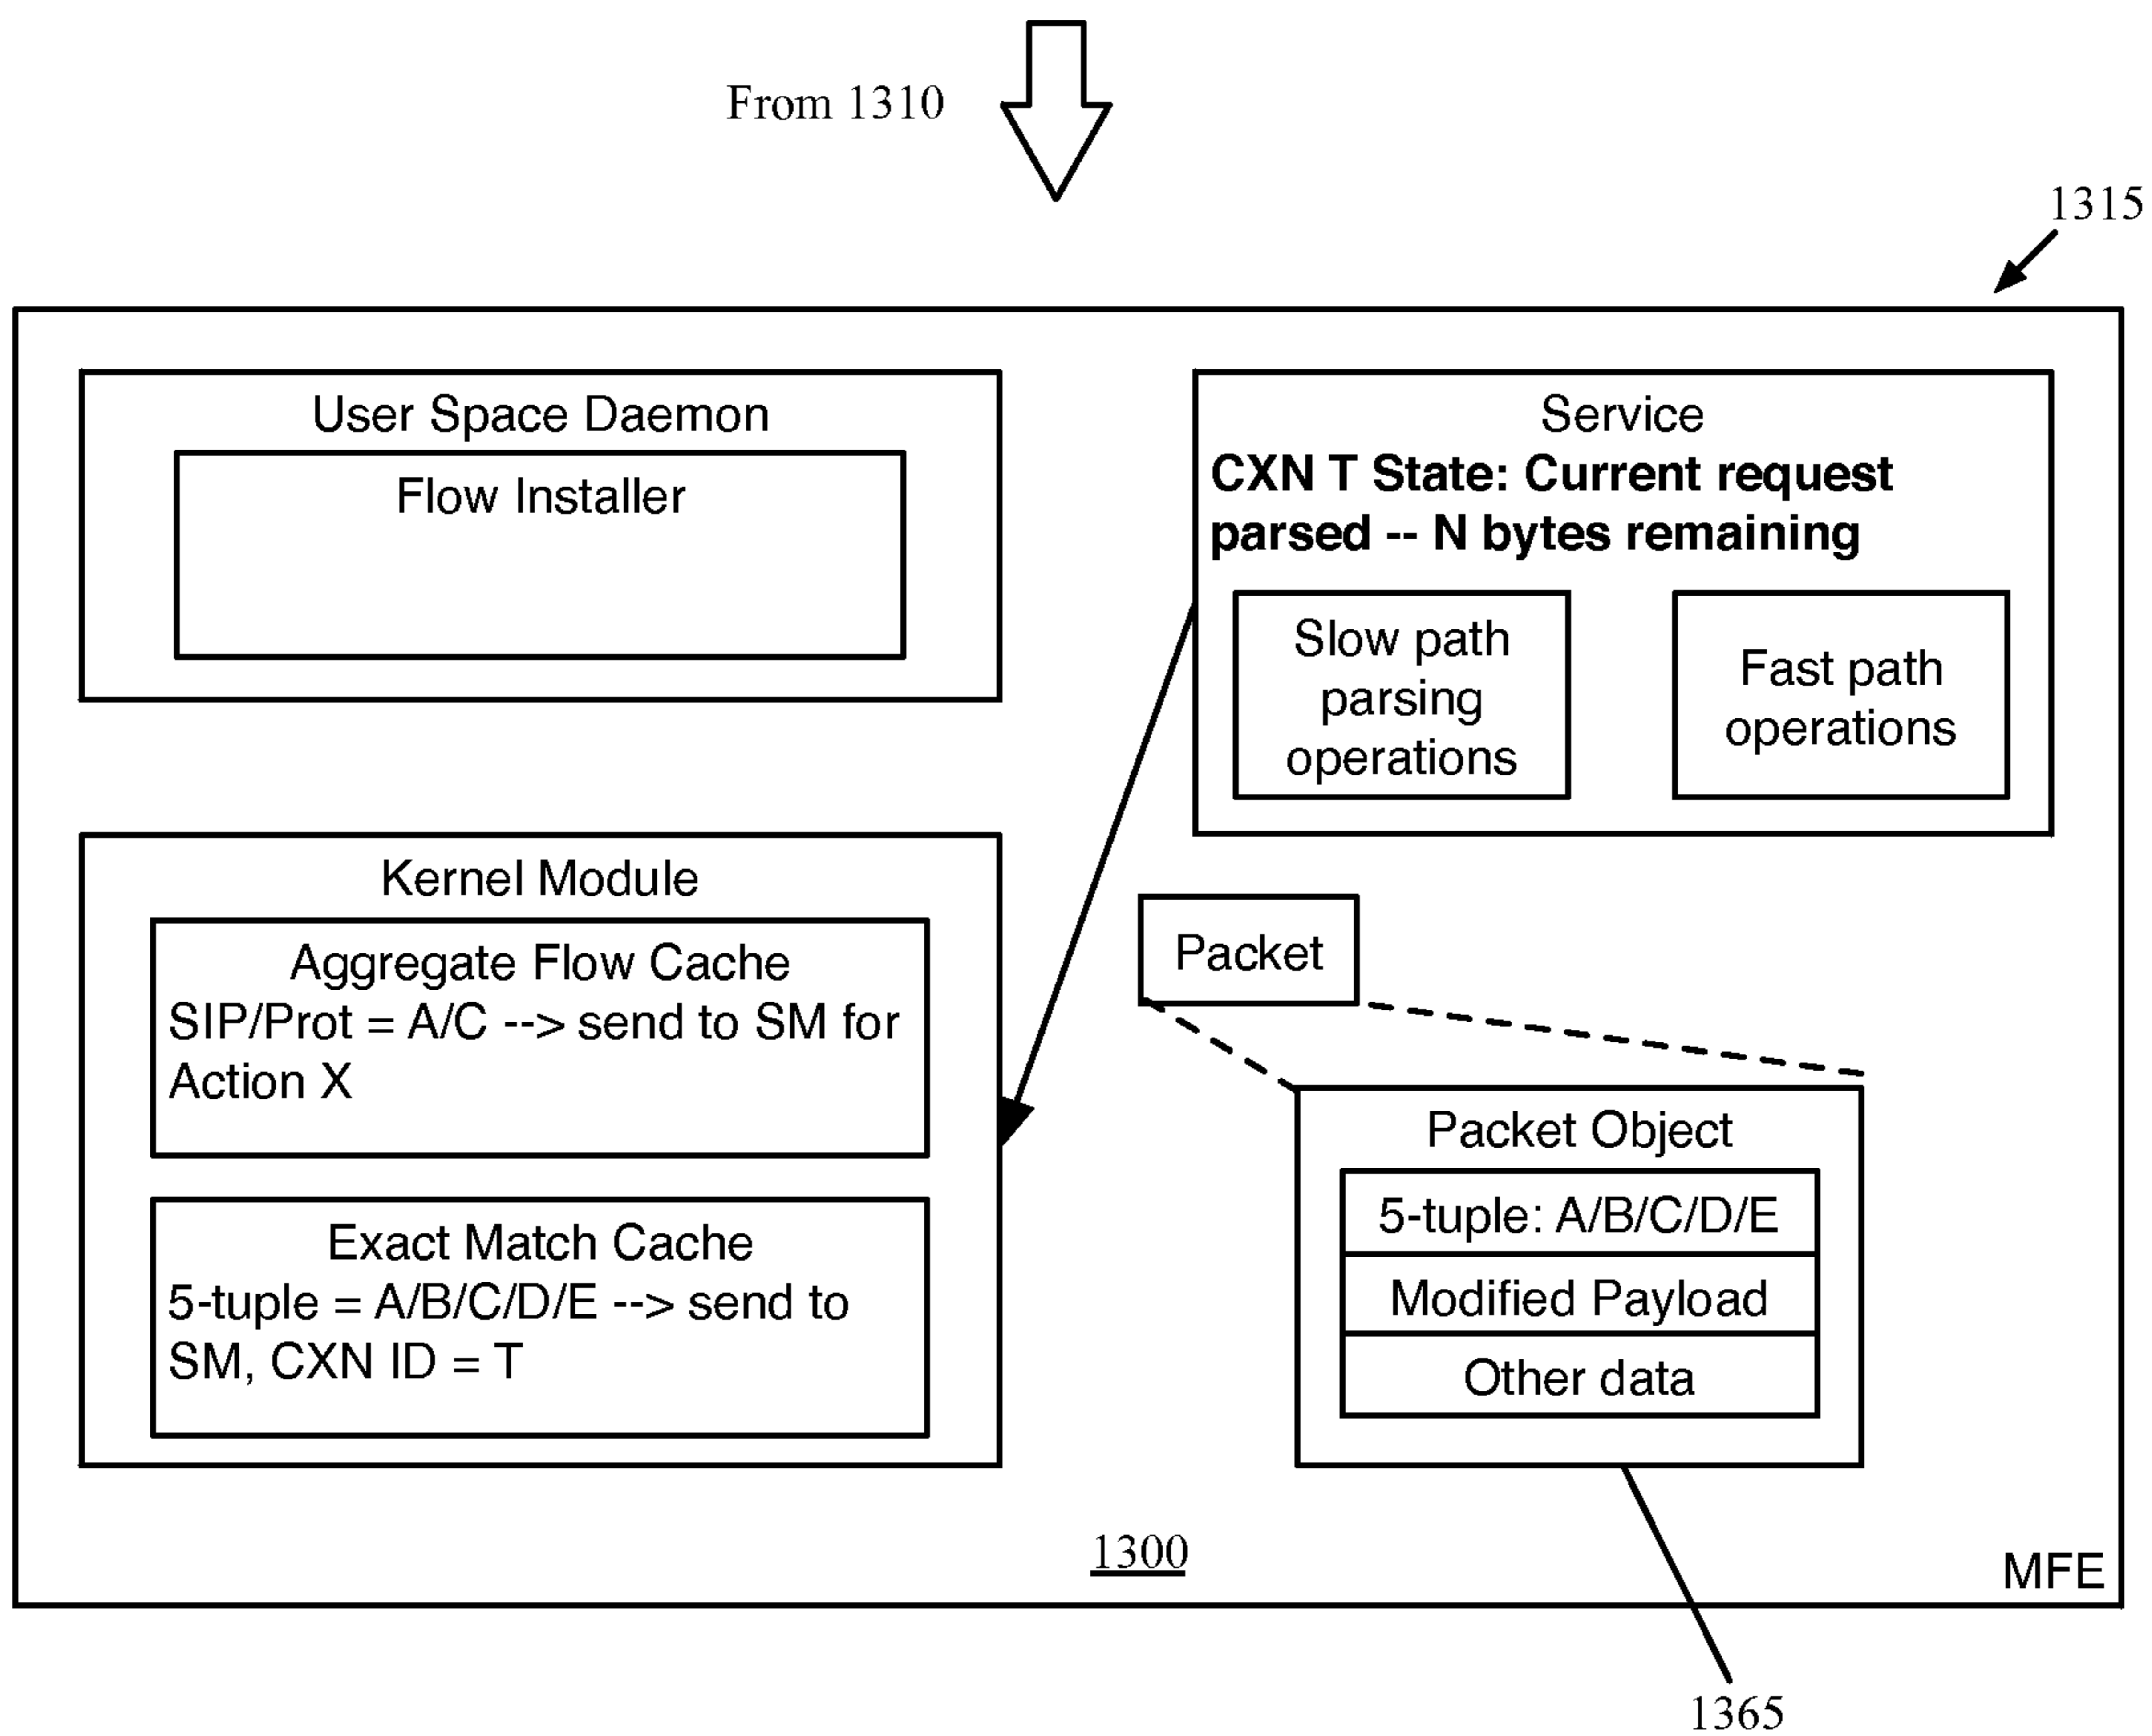 From 1310
1315
User Space Daemon
Flow Installer
Service
CXN T State: Current request
parsed -- N bytes remaining
Slow path
parsing
operations
Fast path
operations
Kernel Module
Aggregate Flow Cache
SIP/Prot = A/C --> send to SM for
Action X
Exact Match Cache
5-tuple = A/B/C/D/E --> send to
SM, CXN ID = T
Packet
Packet Object
5-tuple: A/B/C/D/E
Modified Payload
Other data
1300
MFE
1365